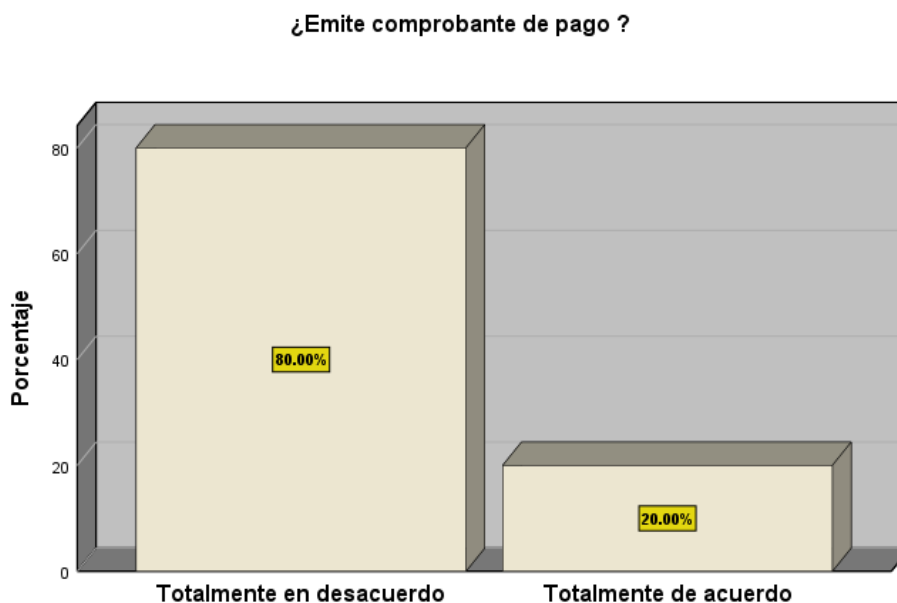 ¿Emite comprobante de pago ?
Porcentaje
80
60
40
20
0
80.00%
20.00%
Totalmente en desacuerdo
Totalmente de acuerdo